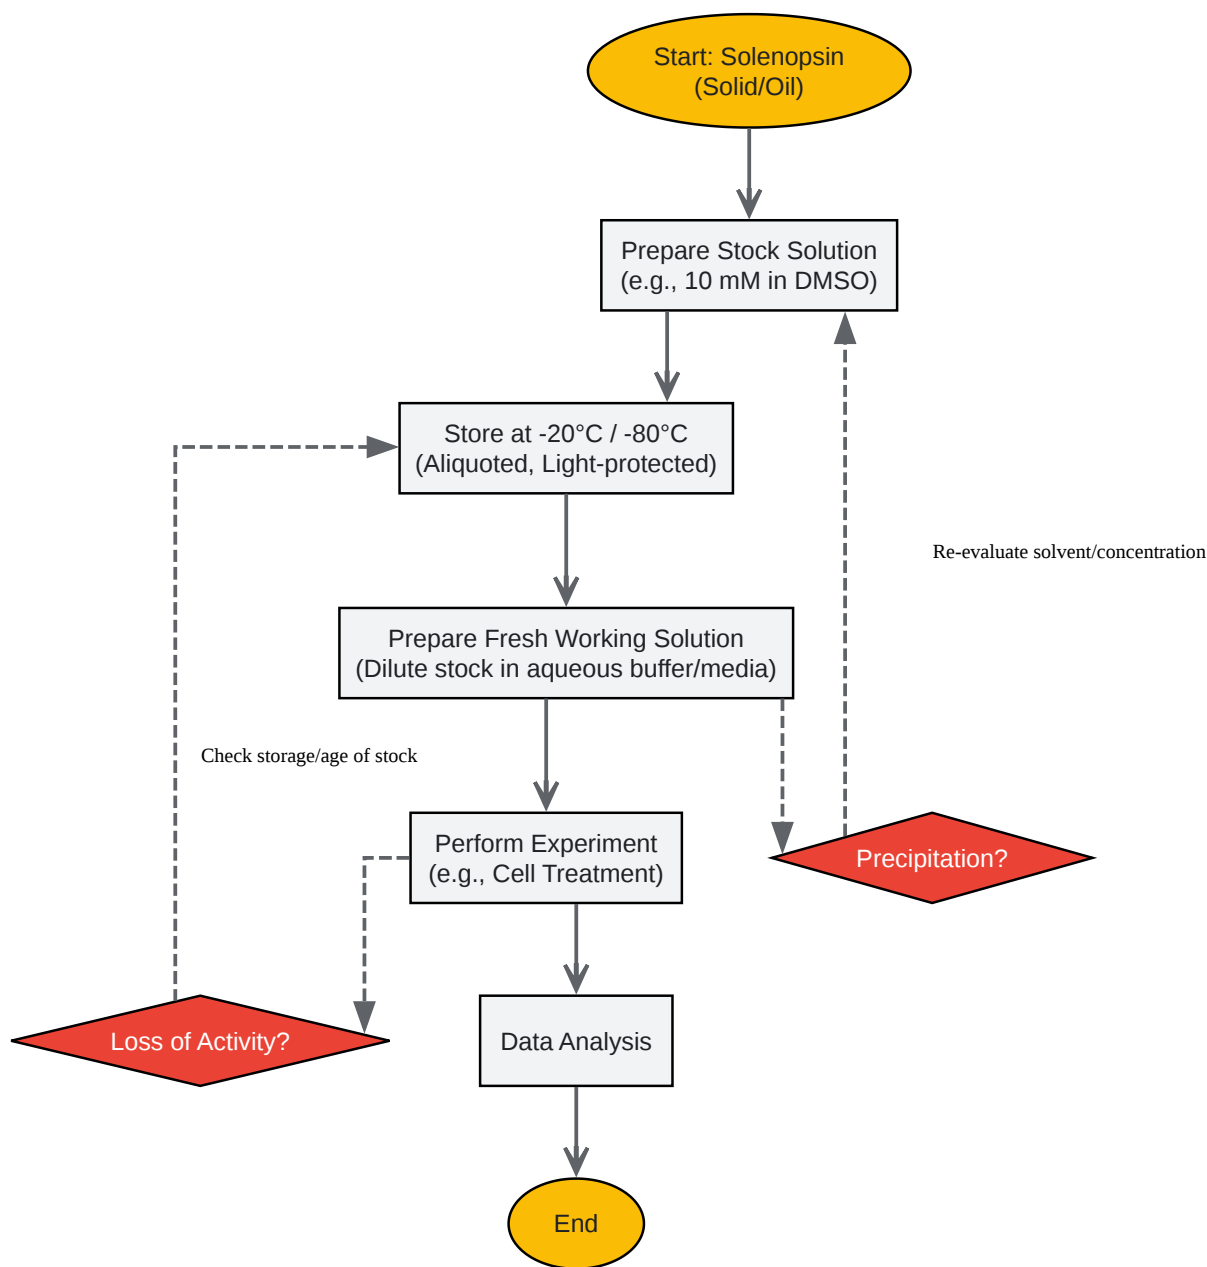 Start: Solenopsin
(Solid/Oil)
Prepare Stock Solution
(e.g., 10 mM in DMSO)
Store at -20°C / -80°C
(Aliquoted, Light-protected)
Re-evaluate solvent/concentration
Prepare Fresh Working Solution
(Dilute stock in aqueous buffer/media)
Check storage/age of stock
Perform Experiment
(e.g., Cell Treatment)
Precipitation?
Loss of Activity?
Data Analysis
End